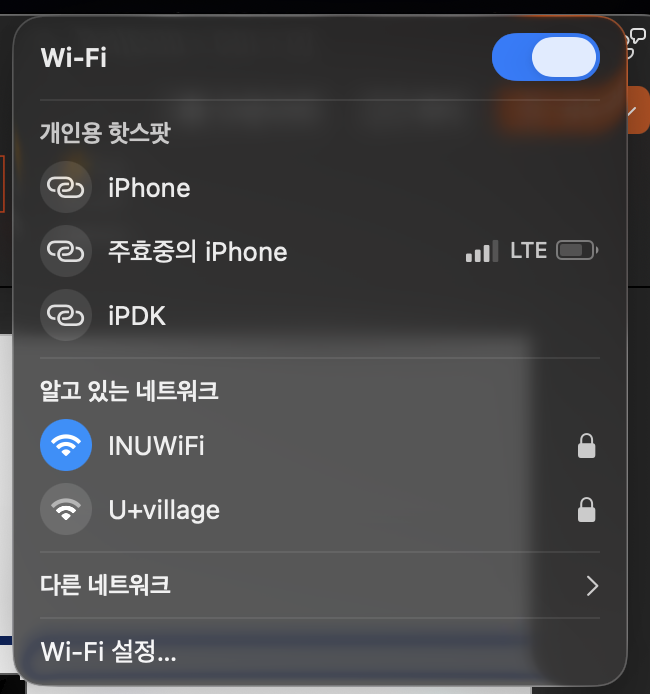 Wi-Fi
개인용 핫스팟
iPhone
주효중의 iPhone LTE
iPDK
알고 있는 네트워크
INUWiFi
U+village
다른 네트워크
Wi-Fi 설정...